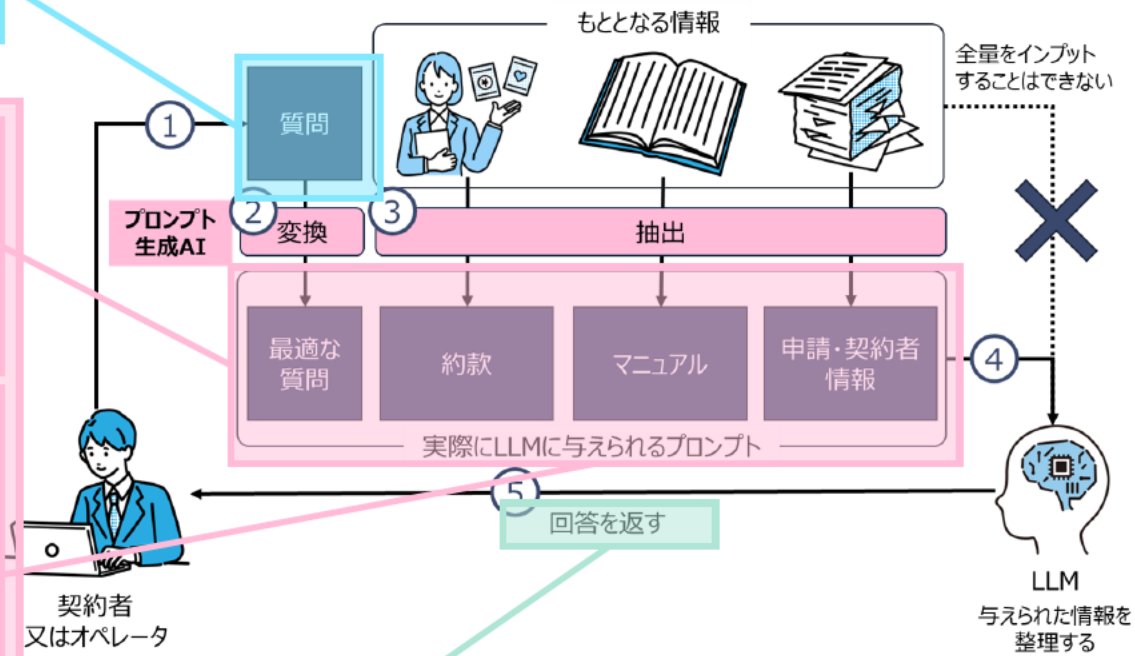 もととなる情報
全量をインプット
することはできない
①
質問
プロンプト
生成AI
②
変換
③
抽出
最適な
質問
約款
マニュアル
申請・契約者
情報
④
実際にLLMに与えられるプロンプト
⑤
回答を返す
契約者
又はオペレータ
LLM
与えられた情報を
整理する